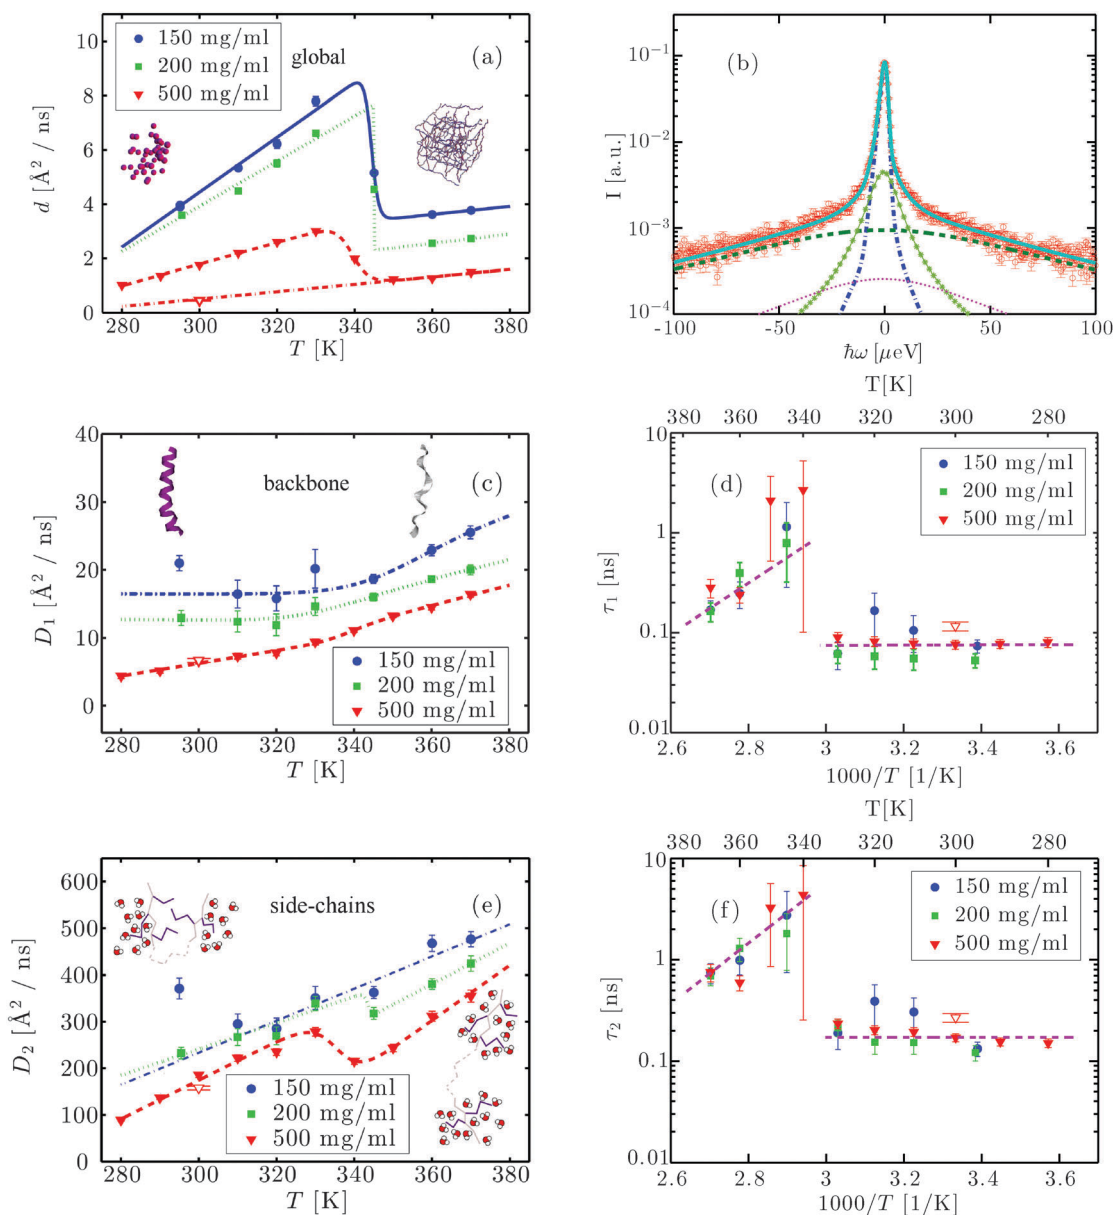 10
8
6
4
2
0
d [Å² / ns]
150 mg/ml
200 mg/ml
500 mg/ml
global
(a)
280 300 320 340 360 380
T [K]
10⁻¹
10⁻²
10⁻³
10⁻⁴
I [a.u.]
(b)
-100 -50 0 50 100
ħω [μeV]
40
30
20
10
0
D₁ [Å² / ns]
backbone
(c)
150 mg/ml
200 mg/ml
500 mg/ml
280 300 320 340 360 380
T [K]
T[K]
380 360 340 320 300 280
10
1
0.1
0.01
τ₁ [ns]
(d)
150 mg/ml
200 mg/ml
500 mg/ml
2.6 2.8 3 3.2 3.4 3.6
1000/T [1/K]
600
500
400
300
200
100
0
D₂ [Å² / ns]
side-chains
(e)
150 mg/ml
200 mg/ml
500 mg/ml
280 300 320 340 360 380
T [K]
T[K]
380 360 340 320 300 280
10
1
0.1
0.01
τ₂ [ns]
(f)
150 mg/ml
200 mg/ml
500 mg/ml
2.6 2.8 3 3.2 3.4 3.6
1000/T [1/K]